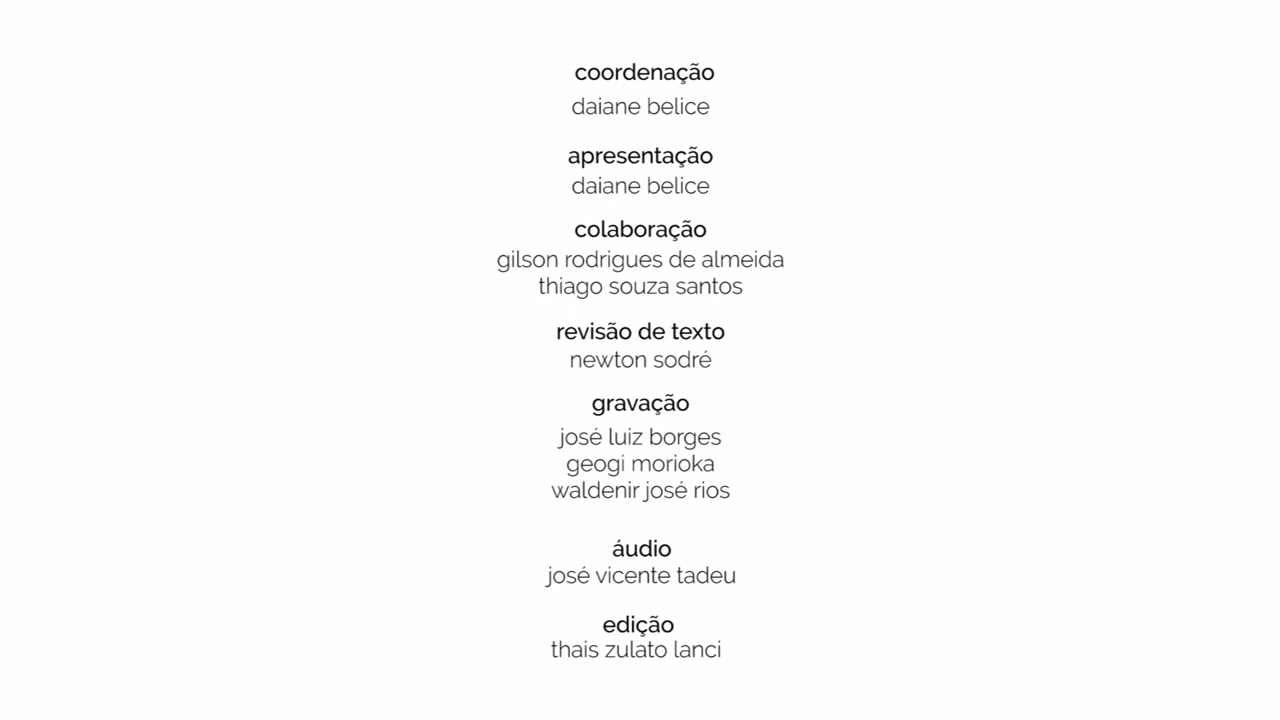 coordenação
daiane belice
apresentação
daiane belice
colaboração
gilson rodrigues de almeida
thiago souza santos
revisão de texto
newton sodré
gravação
josé luiz borges
geogi morioka
waldenir josé rios
áudio
josé vicente tadeu
edição
thais zulato lanci